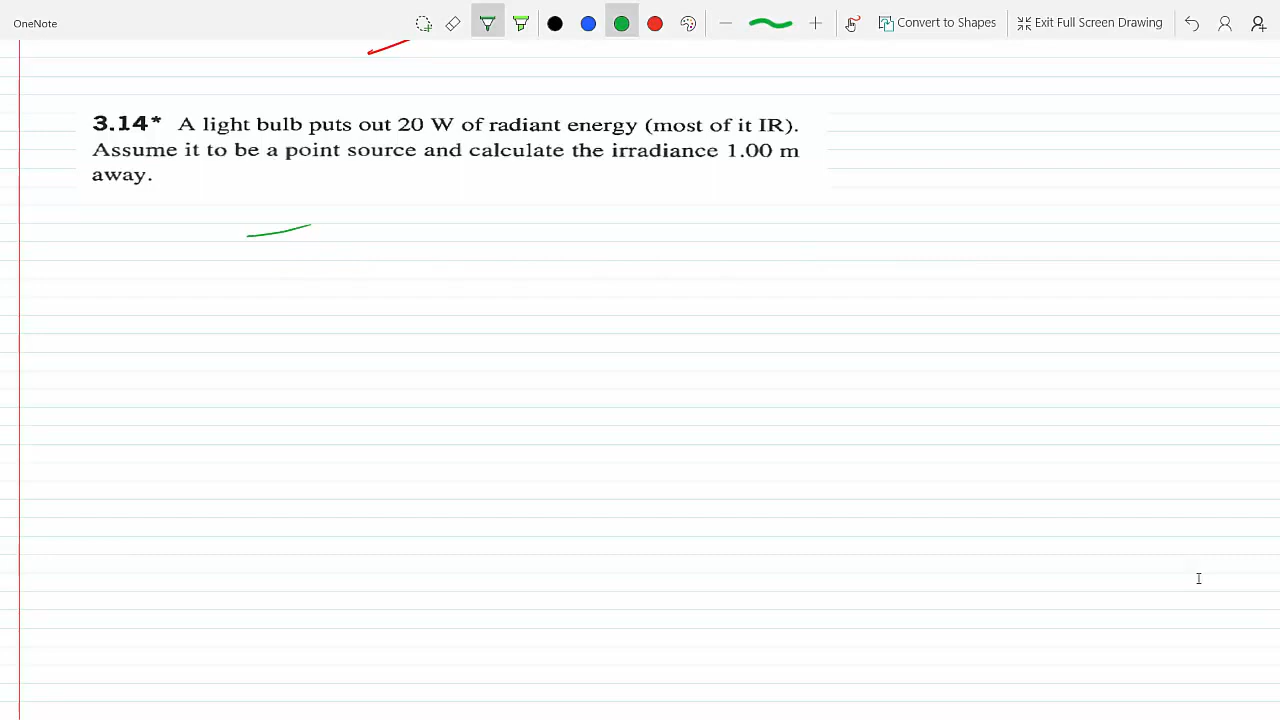 OneNote
Convert to Shapes
Exit Full Screen Drawing
3.14* A light bulb puts out 20 W of radiant energy (most of it IR).
Assume it to be a point source and calculate the irradiance 1.00 m
away.